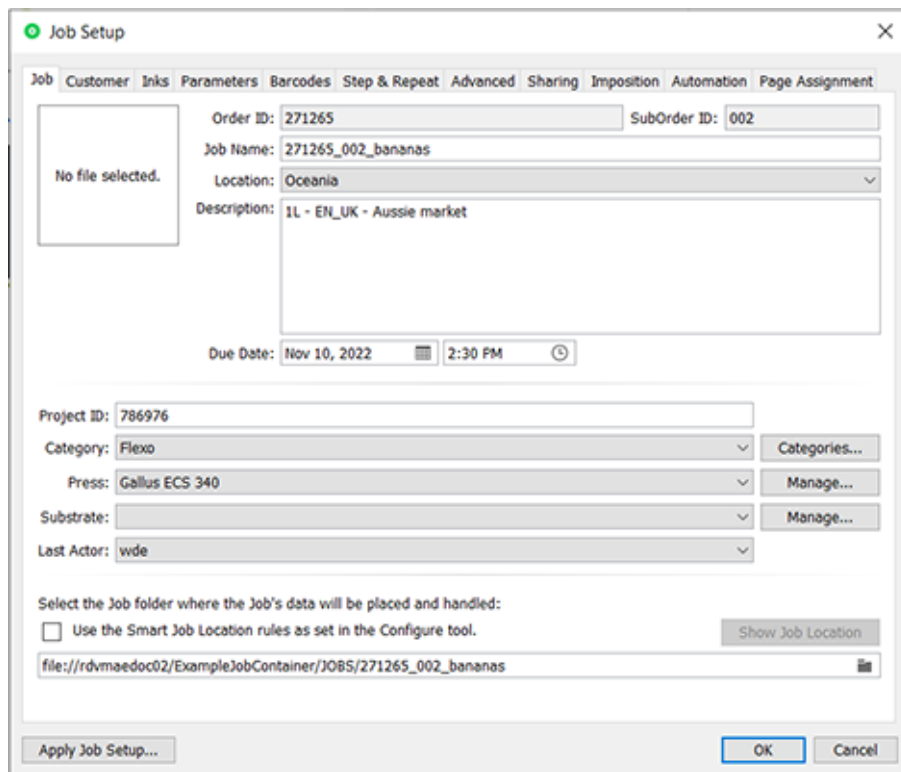 Job Setup
Job Customer Inks Parameters Barcodes Step & Repeat Advanced Sharing Imposition Automation Page Assignment
No file selected.
Order ID: 271265 SubOrder ID: 002
Job Name: 271265_002_bananas
Location: Oceania
Description: 1L - EN_UK - Aussie market
Due Date: Nov 10, 2022 2:30 PM
Project ID: 786976
Category: Flexo Categories...
Press: Gallus ECS 340 Manage...
Substrate: Manage...
Last Actor: wde
Select the Job folder where the Job's data will be placed and handled:
Use the Smart Job Location rules as set in the Configure tool. Show Job Location
file://rdvmaedoc02/ExampleJobContainer/JOBS/271265_002_bananas
Apply Job Setup... OK Cancel